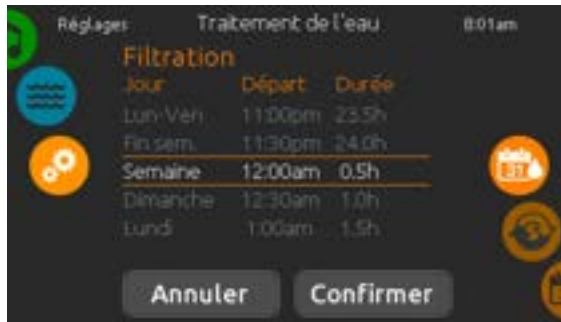 Réglages Traitement de l'eau 8:01am
Filtration
Jour Départ Durée
Lun-Ven 11:00pm 23.5h
Fin sem. 11:30pm 24.0h
Semaine 12:00am 0.5h
Dimanche 12:30am 1.0h
Lundi 1:00am 1.5h
31
Annuler Confirmer